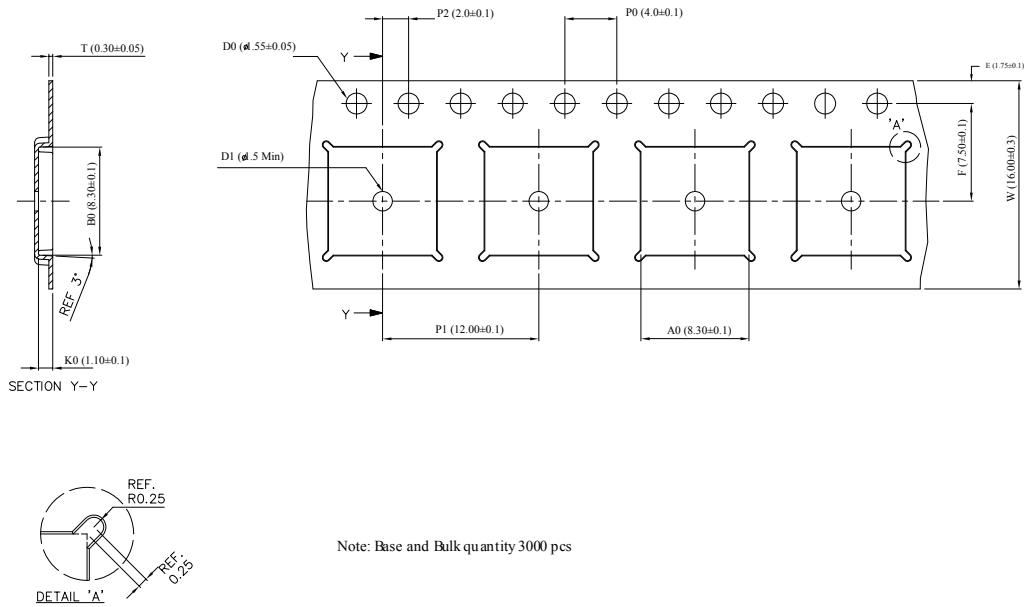 P2 (2.0±0.1)
P0 (4.0±0.1)
T (0.30±0.05)
D0 (ø1.55±0.05)
Y
E (1.75±0.1)
'A'
D1 (ø1.5 Min)
F (7.50±0.1)
W (16.00±0.3)
B0 (8.30±0.1)
REF 3°
Y
P1 (12.00±0.1)
A0 (8.30±0.1)
K0 (1.10±0.1)
SECTION Y-Y
REF.
R0.25
REF.
0.25
DETAIL 'A'
Note: Base and Bulk quantity 3000 pcs